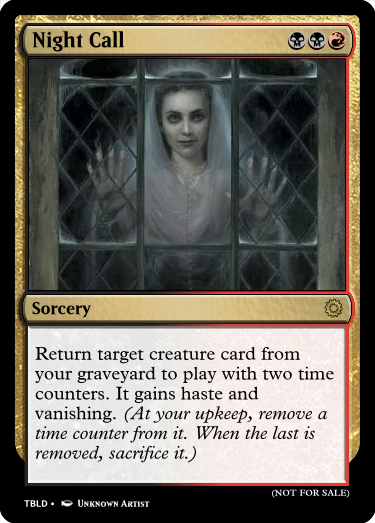 Night Call
Sorcery
Return target creature card from
your graveyard to play with two time
counters. It gains haste and
vanishing. (At your upkeep, remove a
time counter from it. When the last is
removed, sacrifice it.)
(NOT FOR SALE)
TBLD • Unknown Artist